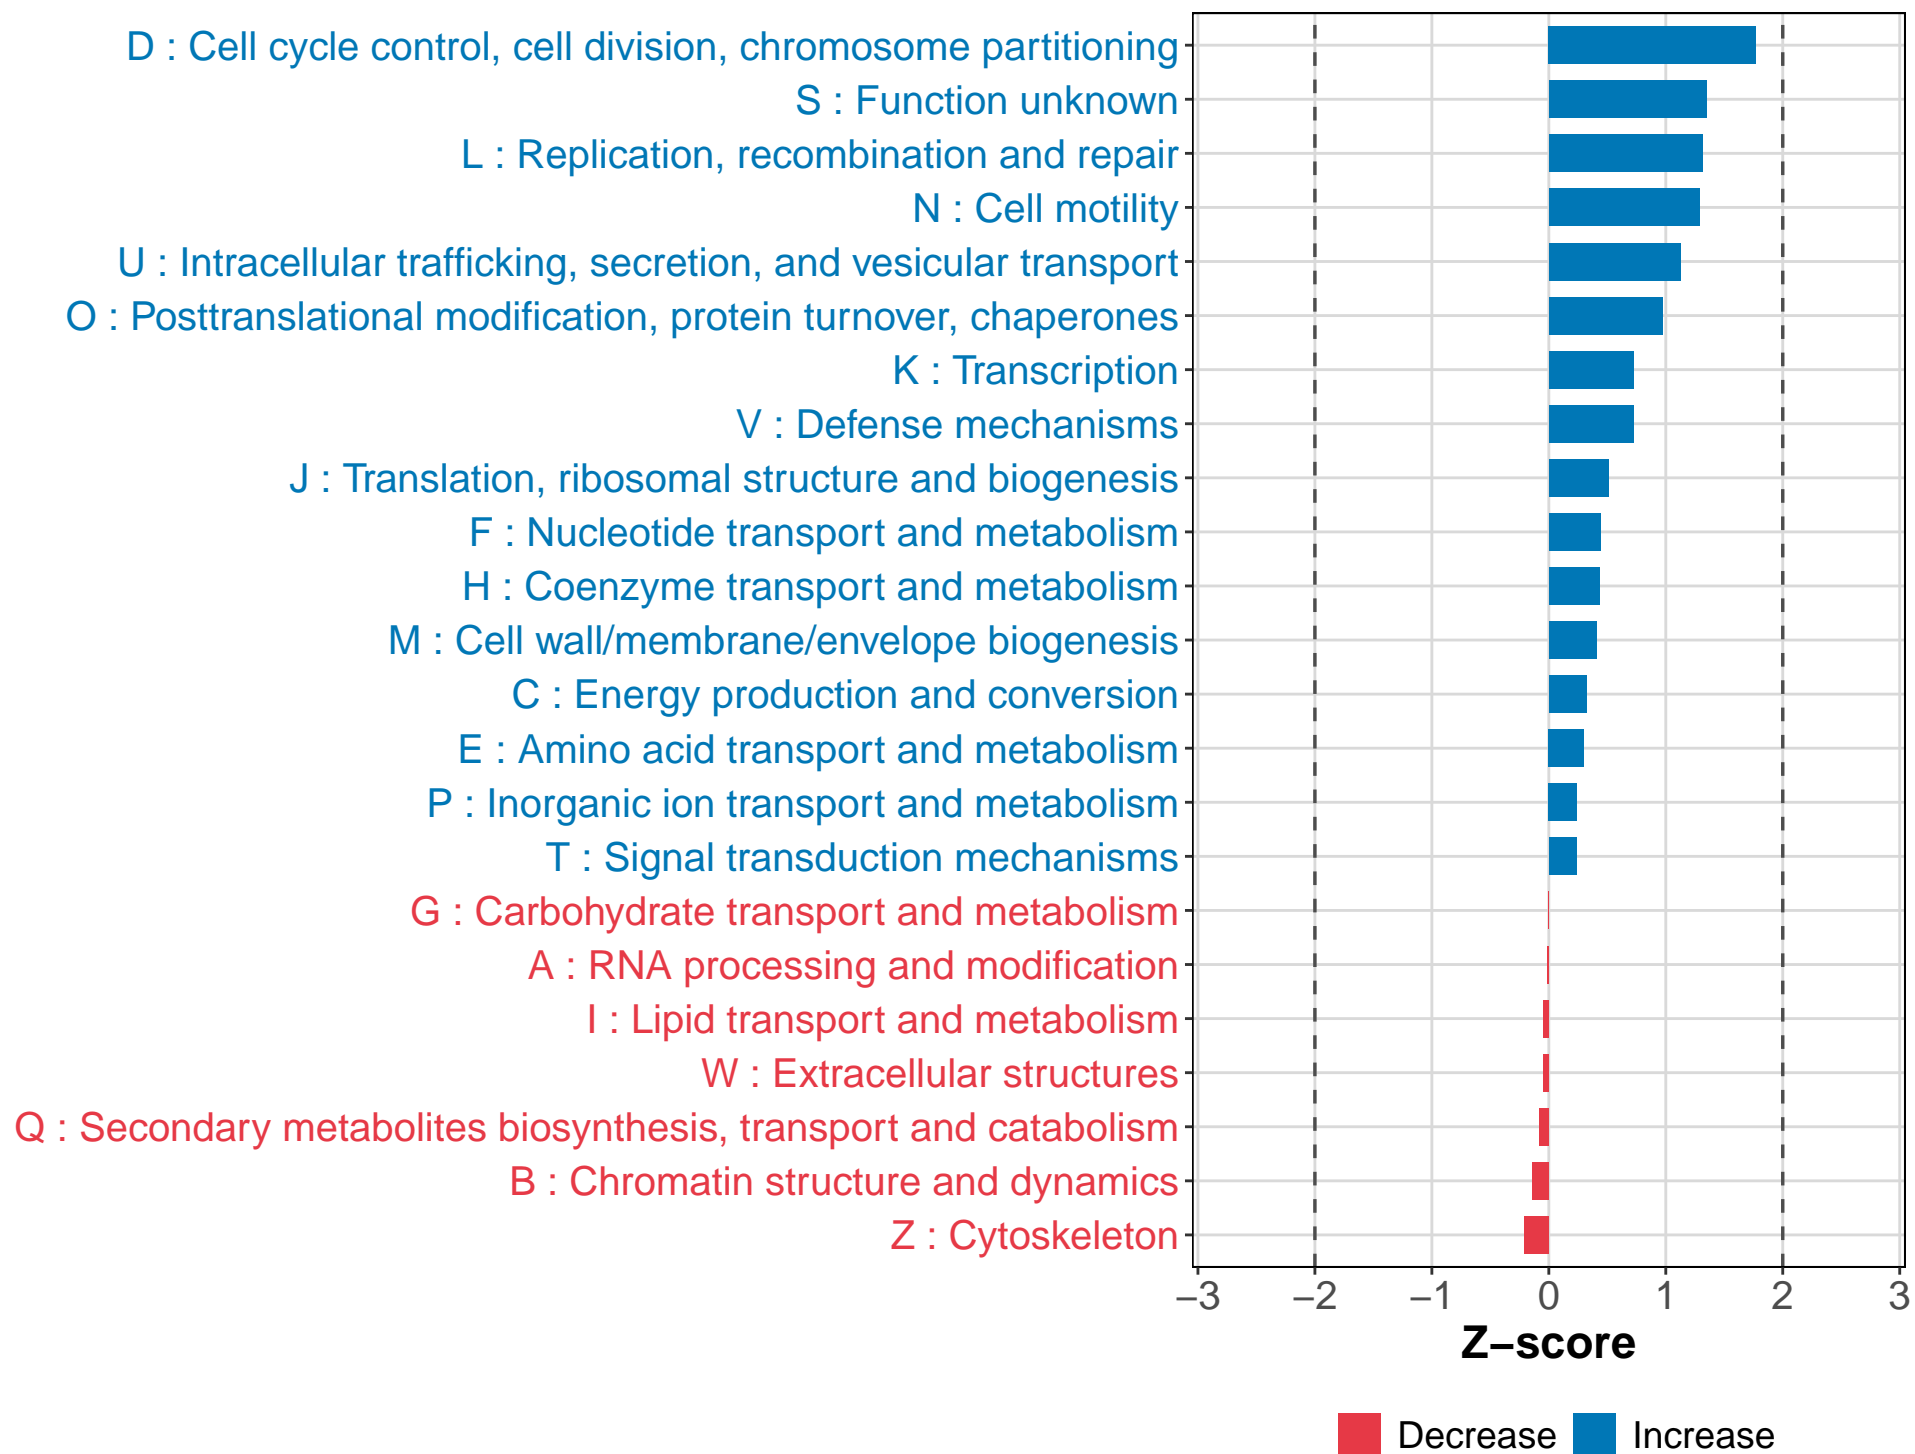 D : Cell cycle control, cell division, chromosome partitioning
S : Function unknown
L : Replication, recombination and repair
N : Cell motility
U : Intracellular trafficking, secretion, and vesicular transport
O : Posttranslational modification, protein turnover, chaperones
K : Transcription
V : Defense mechanisms
J : Translation, ribosomal structure and biogenesis
F : Nucleotide transport and metabolism
H : Coenzyme transport and metabolism
M : Cell wall/membrane/envelope biogenesis
C : Energy production and conversion
E : Amino acid transport and metabolism
P : Inorganic ion transport and metabolism
T : Signal transduction mechanisms
G : Carbohydrate transport and metabolism
A : RNA processing and modification
I : Lipid transport and metabolism
W : Extracellular structures
Q : Secondary metabolites biosynthesis, transport and catabolism
B : Chromatin structure and dynamics
Z : Cytoskeleton
−3 −2 −1 0 1 2 3
Z−score
Decrease Increase